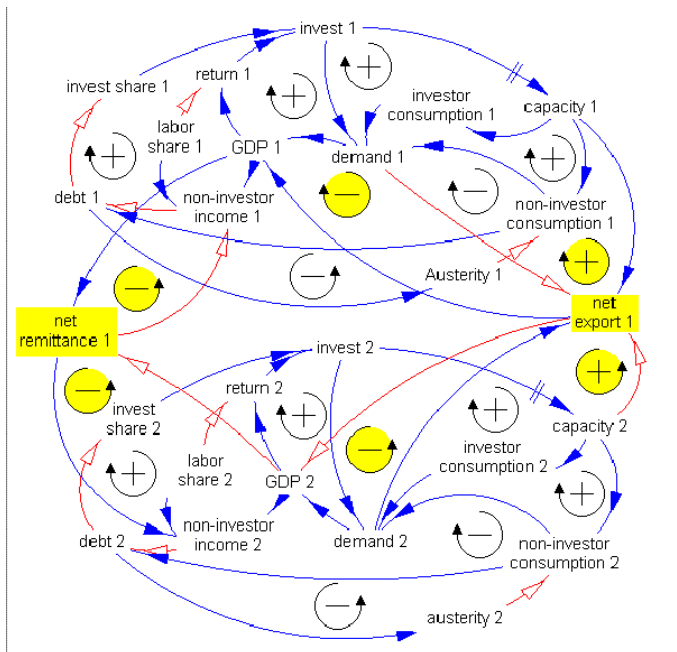 invest 1
invest share 1
return 1
investor
consumption 1
capacity 1
labor
share 1
GDP 1
demand 1
debt 1
non-investor
income 1
non-investor
consumption 1
Austerity 1
net
remittance 1
net
export 1
invest 2
return 2
invest
share 2
capacity 2
labor
share 2
investor
consumption 2
GDP 2
non-investor
income 2
debt 2
demand 2
non-investor
consumption 2
austerity 2